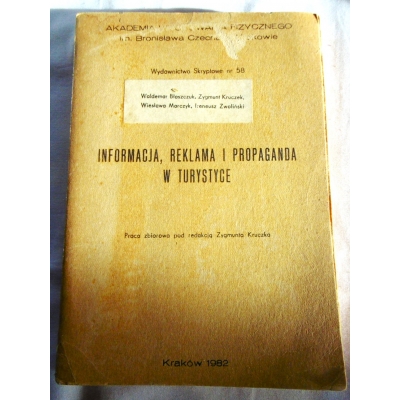 AKADEMIA FIZYCZNEGO
im. Bronisława Czecha
Wydawnictwo Skryptowe nr 58
Waldemar Błaszczuk, Zygmunt Kruczek,
Wiesława Marczyk, Ireneusz Zwoliński
INFORMACJA, REKLAMA I PROPAGANDA
W TURYSTYCE
Praca zbiorowa pod redakcją Zygmunta Kruczka
Kraków 1982